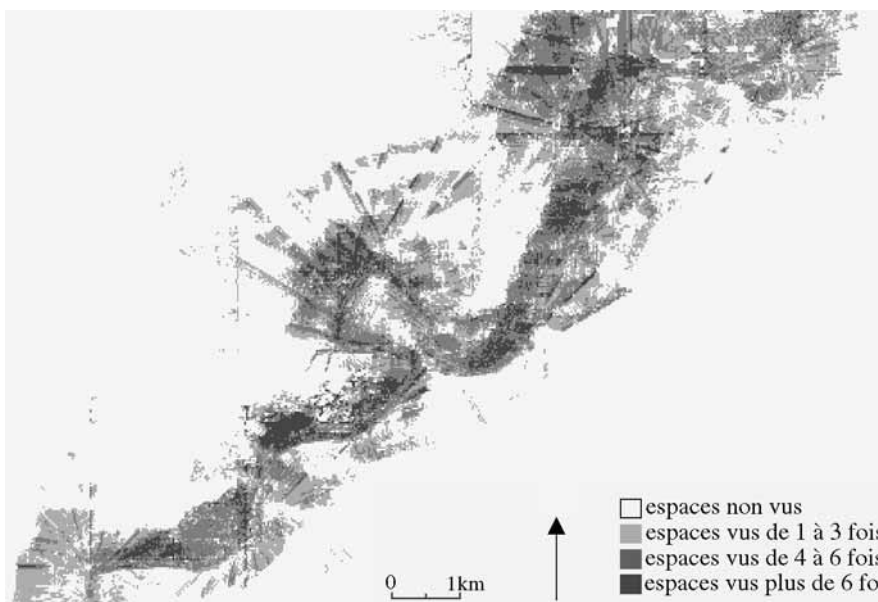 espaces non vus
espaces vus de 1 à 3 fois
espaces vus de 4 à 6 fois
espaces vus plus de 6 fo
0 1km